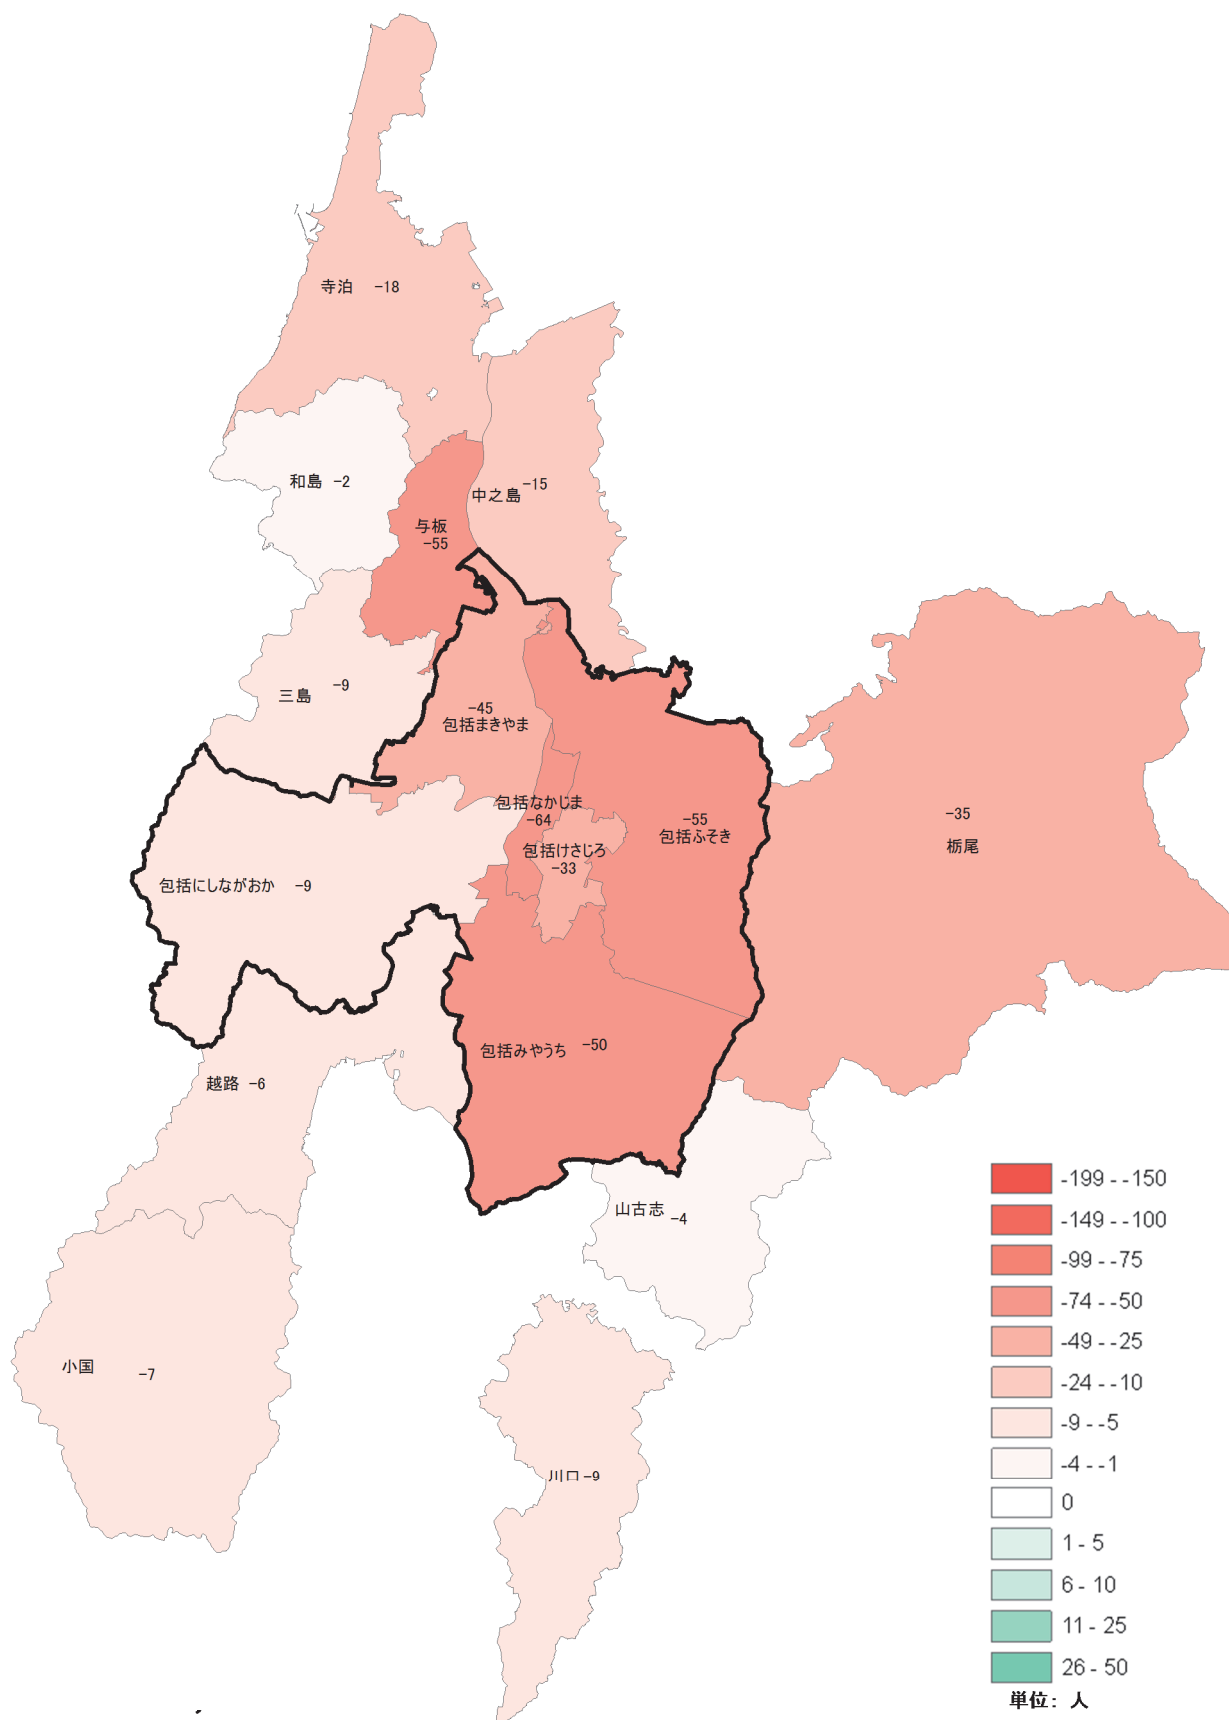 寺泊 -18
和島 -2
中之島 -15
与板
-55
三島 -9
-45
包括まきやま
包括なかじま
-64
-55
包括ふそき
包括けさじろ
-33
-35
栃尾
包括にしながおか -9
包括みやうち -50
越路 -6
山古志 -4
小国 -7
川口 -9
-199 - -150
-149 - -100
-99 - -75
-74 - -50
-49 - -25
-24 - -10
-9 - -5
-4 - -1
0
1 - 5
6 - 10
11 - 25
26 - 50
単位：人